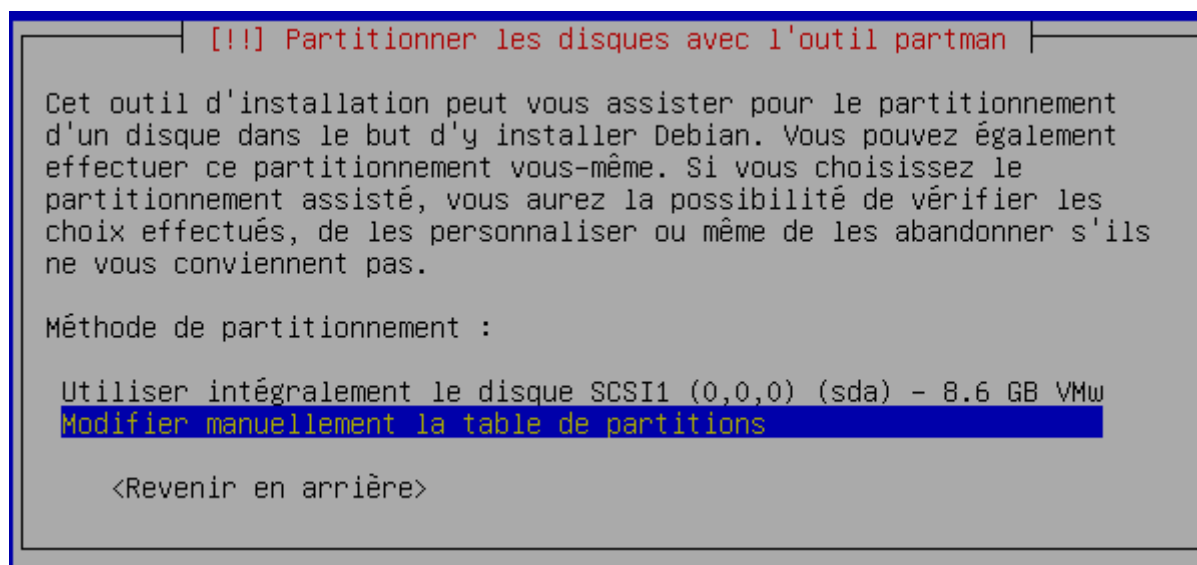 [!!] Partitionner les disques avec l'outil partman
Cet outil d'installation peut vous assister pour le partitionnement
d'un disque dans le but d'y installer Debian. Vous pouvez également
effectuer ce partitionnement vous-même. Si vous choisissez le
partitionnement assisté, vous aurez la possibilité de vérifier les
choix effectués, de les personnaliser ou même de les abandonner s'ils
ne vous conviennent pas.
Méthode de partitionnement :
Utiliser intégralement le disque SCSI1 (0,0,0) (sda) - 8.6 GB VMw
Modifier manuellement la table de partitions
<Revenir en arrière>